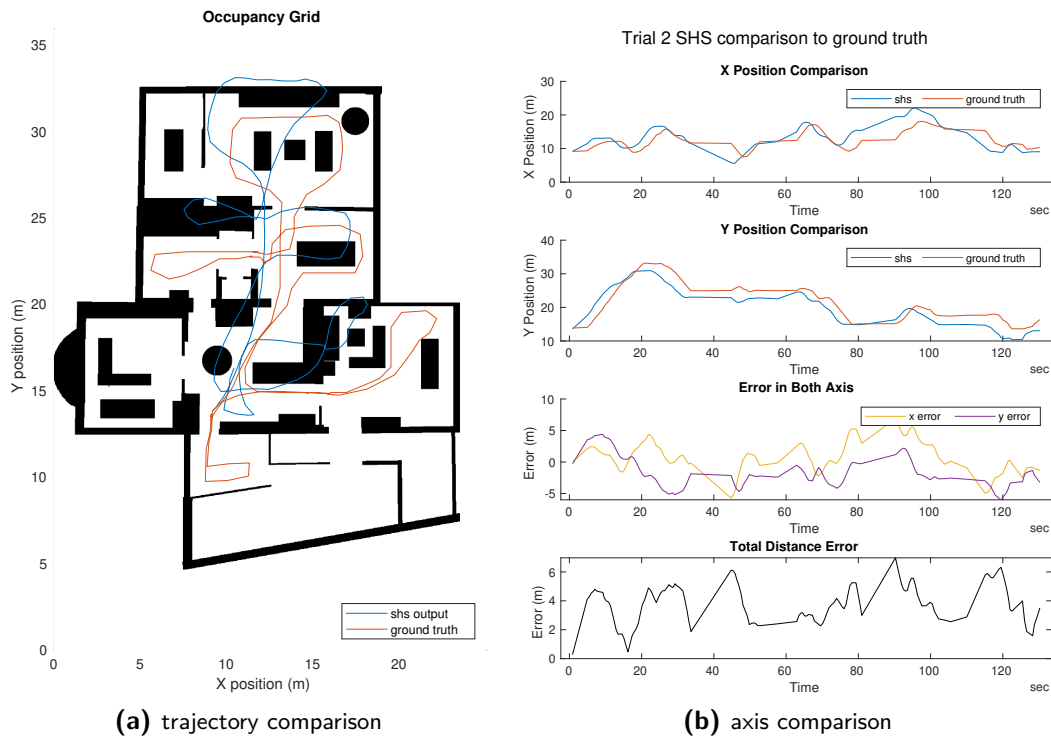 Occupancy Grid
35
30
25
20
15
10
5
0
Y position (m)
0 5 10 15 20
X position (m)
shs output
ground truth
(a) trajectory comparison
Trial 2 SHS comparison to ground truth
X Position Comparison
30
20
10
0
X Position (m)
shs ground truth
0 20 40 60 80 100 120
Time sec
Y Position Comparison
40
30
20
10
Y Position (m)
shs ground truth
0 20 40 60 80 100 120
Time sec
Error in Both Axis
10
5
0
-5
Error (m)
x error y error
0 20 40 60 80 100 120
Time sec
Total Distance Error
6
4
2
0
Error (m)
0 20 40 60 80 100 120
Time sec
(b) axis comparison